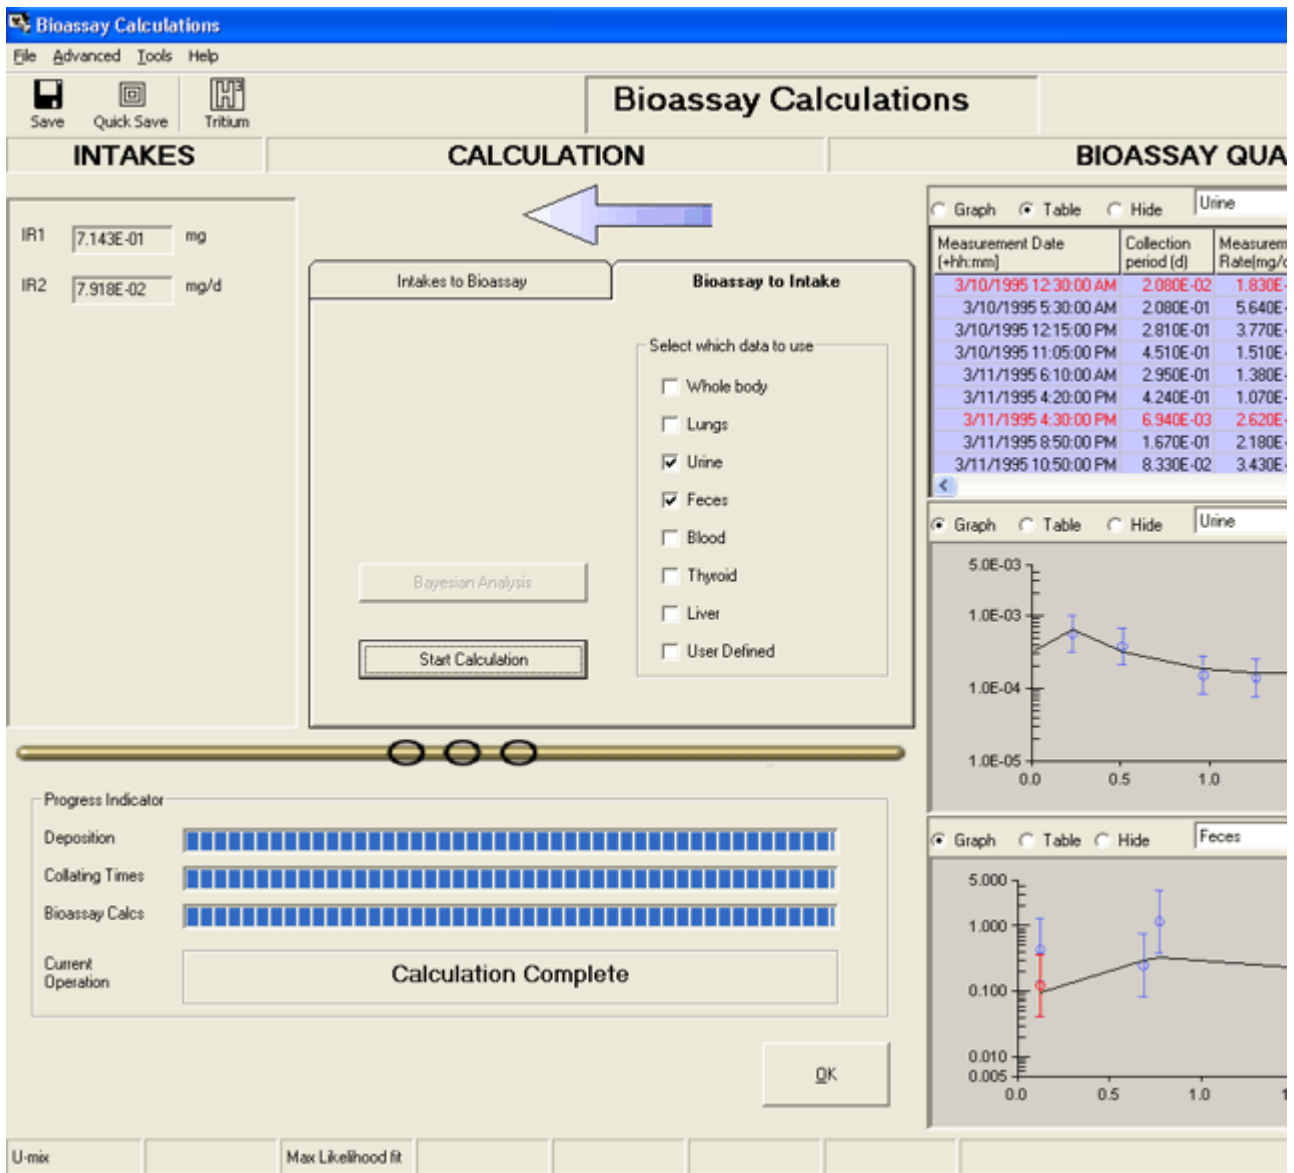 Bioassay Calculations
File Advanced Tools Help
Save Quick Save Tritium
Bioassay Calculations
INTAKES CALCULATION BIOASSAY QUA
IR1 7.143E-01 mg
IR2 7.918E-02 mg/d
Intakes to Bioassay Bioassay to Intake
Select which data to use
Whole body
Lungs
Urine
Feces
Blood
Thyroid
Liver
User Defined
Bayesian Analysis
Start Calculation
Graph Table Hide Urine
Measurement Date Collection Measurem
(+hh:mm) period (d) Rate(mg/d
3/10/1995 12:30:00 AM 2.080E-02 1.830E-
3/10/1995 5:30:00 AM 2.080E-01 5.640E-
3/10/1995 12:15:00 PM 2.810E-01 3.770E-
3/10/1995 11:05:00 PM 4.510E-01 1.510E-
3/11/1995 6:10:00 AM 2.950E-01 1.380E-
3/11/1995 4:20:00 PM 4.240E-01 1.070E-
3/11/1995 4:30:00 PM 6.940E-03 2.620E-
3/11/1995 8:50:00 PM 1.670E-01 2.180E-
3/11/1995 10:50:00 PM 8.330E-02 3.430E-
Graph Table Hide Urine
5.0E-03
1.0E-03
1.0E-04
1.0E-05
0.0 0.5 1.0
Graph Table Hide Feces
5.000
1.000
0.100
0.010
0.005
0.0 0.5 1.0 1
Progress Indicator
Deposition
Collating Times
Bioassay Calcs
Current
Operation
Calculation Complete
OK
U-mix Max Likelihood fit